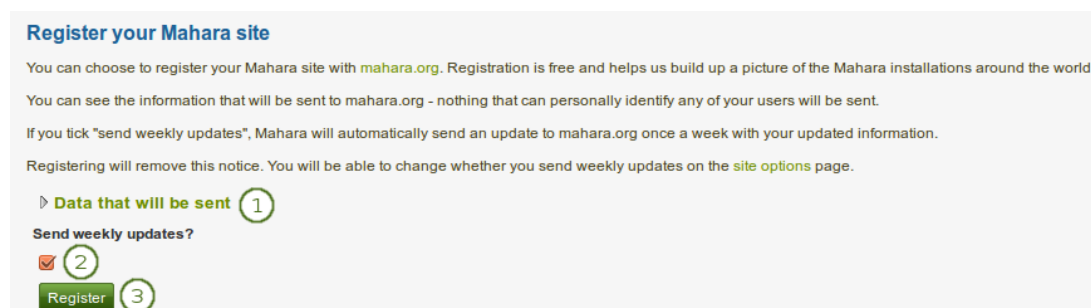 Register your Mahara site
You can choose to register your Mahara site with mahara.org. Registration is free and helps us build up a picture of the Mahara installations around the world
You can see the information that will be sent to mahara.org - nothing that can personally identify any of your users will be sent.
If you tick "send weekly updates", Mahara will automatically send an update to mahara.org once a week with your updated information.
Registering will remove this notice. You will be able to change whether you send weekly updates on the site options page.
Data that will be sent 1
Send weekly updates?
2
Register 3